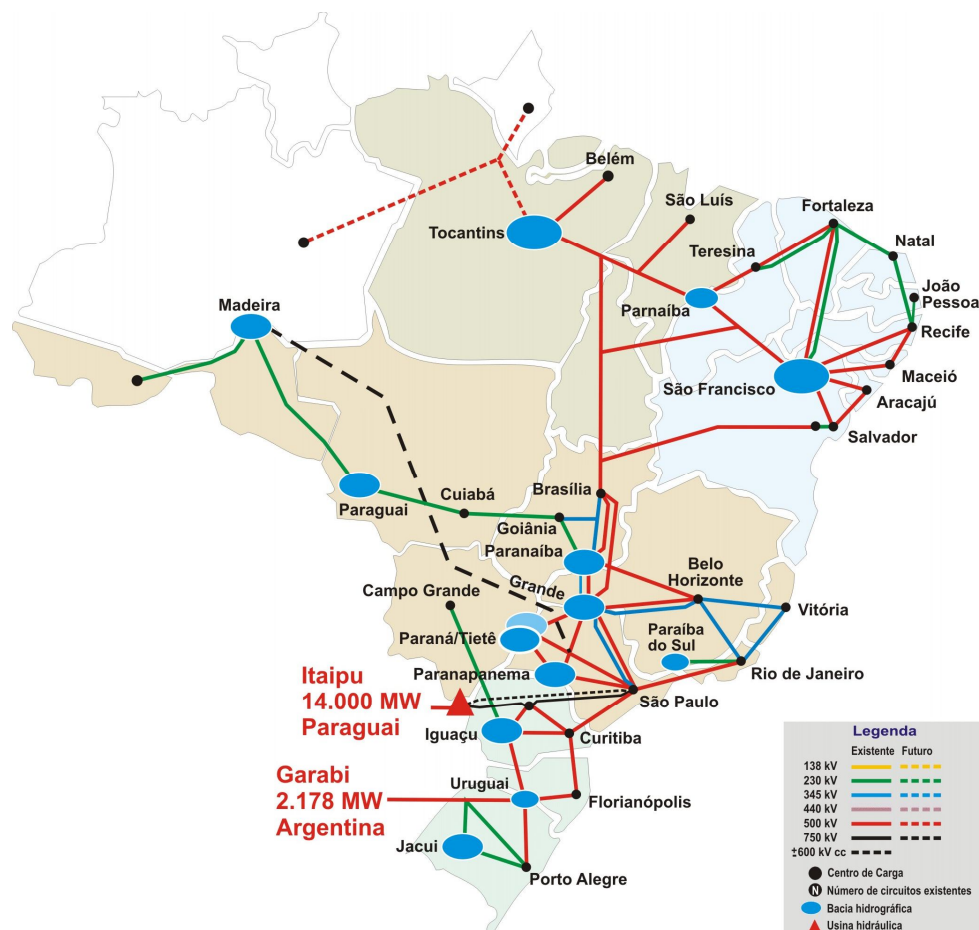 Belém
São Luís
Fortaleza
Tocantins
Teresina
Natal
João
Pessoa
Madeira
Parnaíba
Recife
São Francisco
Maceió
Aracajú
Salvador
Brasília
Cuiabá
Paraguai
Goiânia
Paranaíba
Belo
Horizonte
Grande
Campo Grande
Vitória
Paraíba
do Sul
Paraná/Tietê
Paranapanema
Rio de Janeiro
São Paulo
Itaipu
14.000 MW
Paraguai
Iguaçu
Curitiba
Garabi
2.178 MW
Argentina
Uruguai
Florianópolis
Jacui
Porto Alegre
Legenda
Existente Futuro
138 kV
230 kV
345 kV
440 kV
500 kV
750 kV
±600 kV cc
Centro de Carga
N Número de circuitos existentes
Bacia hidrográfica
Usina hidráulica